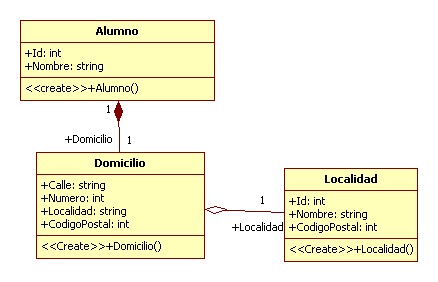 Alumno
+Id: int
+Nombre: string
<<create>>+Alumno()
1
+Domicilio
1
Domicilio
+Calle: string
+Numero: int
+Localidad: string
+CodigoPostal: int
<<Create>>+Domicilio()
1
+Localidad
Localidad
+Id: int
+Nombre: string
+CodigoPostal: int
<<Create>>+Localidad()